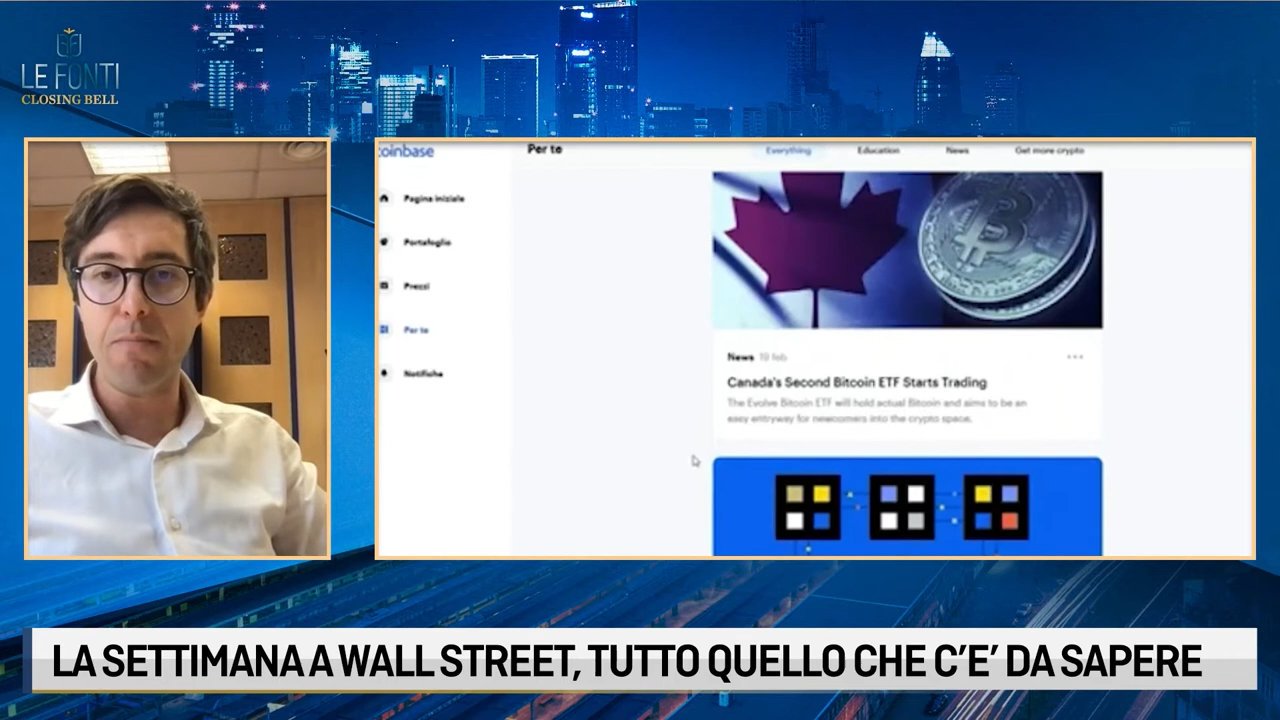 LE FONTI
CLOSING BELL
coinbase
Per te
Everything
Education
News
Get more crypto
Pagina iniziale
Portafoglio
Prezzi
Per te
Notifiche
News 19 feb
Canada's Second Bitcoin ETF Starts Trading
The Evolve Bitcoin ETF will hold actual Bitcoin and aims to be an
easy entryway for newcomers into the crypto space.
LA SETTIMANA A WALL STREET, TUTTO QUELLO CHE C'E' DA SAPERE